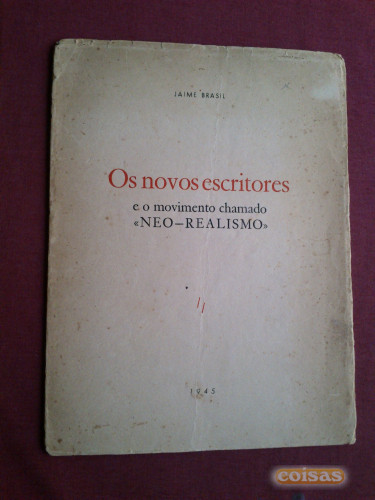 JAIME BRASIL
Os novos escritores
e o movimento chamado
«NEO-REALISMO»
1945
coisas